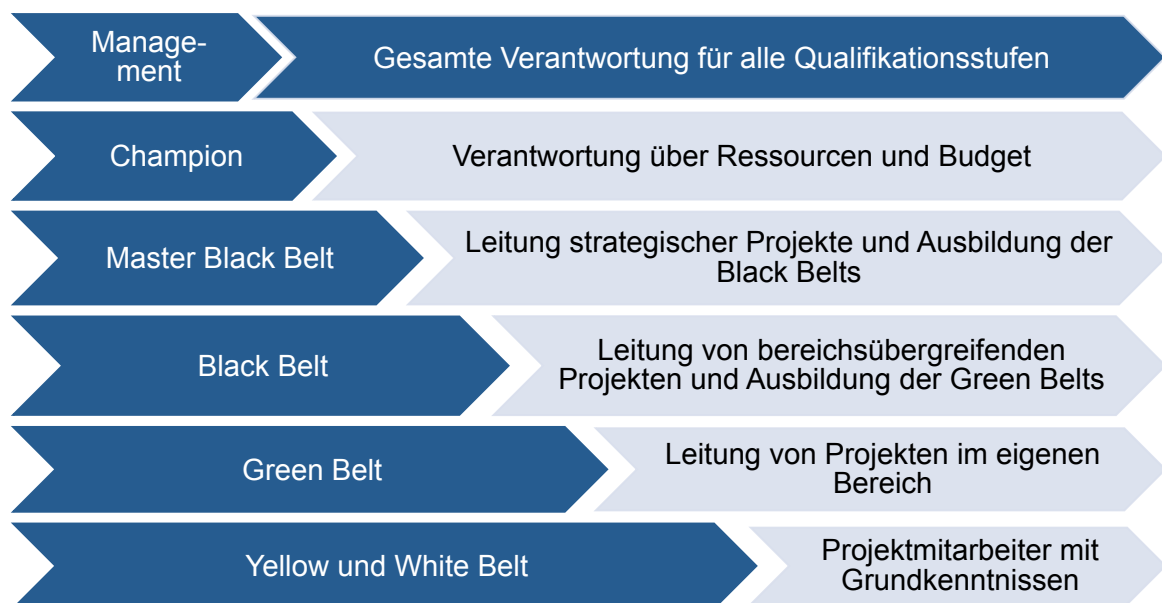 Manage-
ment
Gesamte Verantwortung für alle Qualifikationsstufen
Champion
Verantwortung über Ressourcen und Budget
Master Black Belt
Leitung strategischer Projekte und Ausbildung der
Black Belts
Black Belt
Leitung von bereichsübergreifenden
Projekten und Ausbildung der Green Belts
Green Belt
Leitung von Projekten im eigenen
Bereich
Yellow und White Belt
Projektmitarbeiter mit
Grundkenntnissen